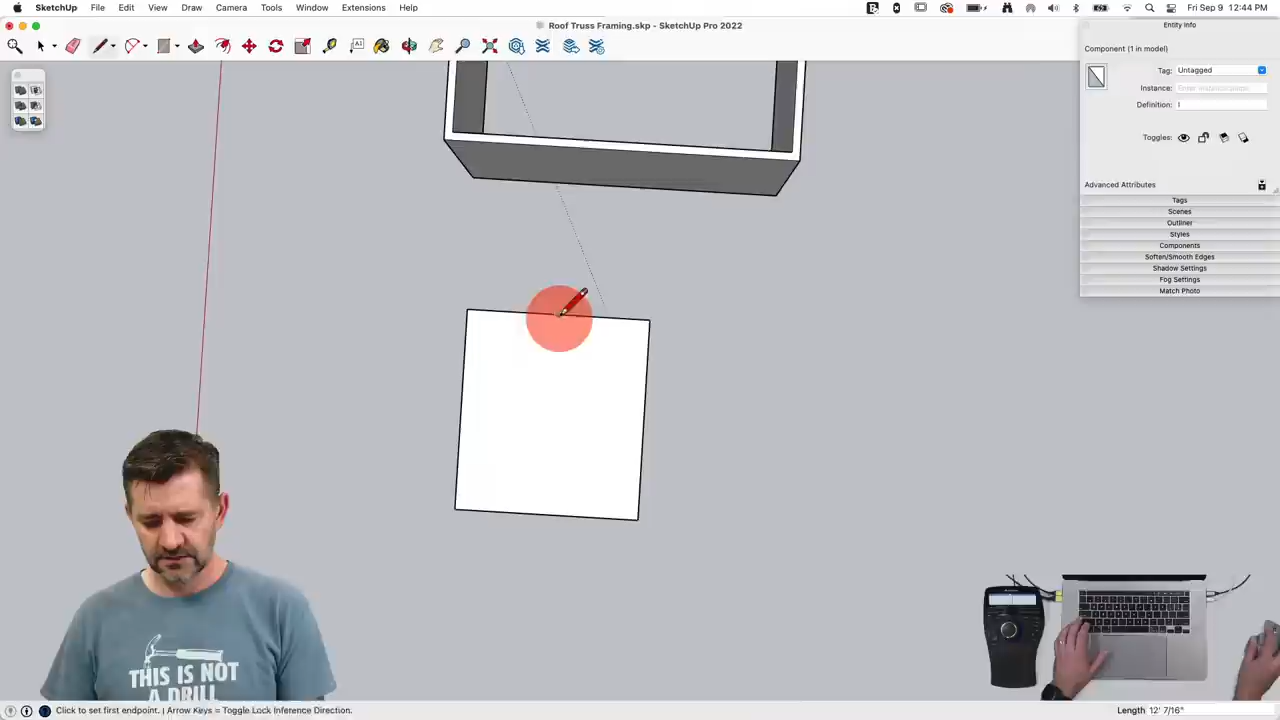 SketchUp File Edit View Draw Camera Tools Window Extensions Help
Fri Sep 9 12:44 PM
Roof Truss Framing.skp - SketchUp Pro 2022
Entity Info
Component (1 in model)
Tag: Untagged
Instance:
Definition: I
Toggles:
Advanced Attributes
Tags
Scenes
Outliner
Styles
Components
Soften/Smooth Edges
Shadow Settings
Fog Settings
Match Photo
THIS IS NOT
A DRILL
Click to set first endpoint. | Arrow Keys = Toggle Lock Inference Direction.
Length 12' 7/16"